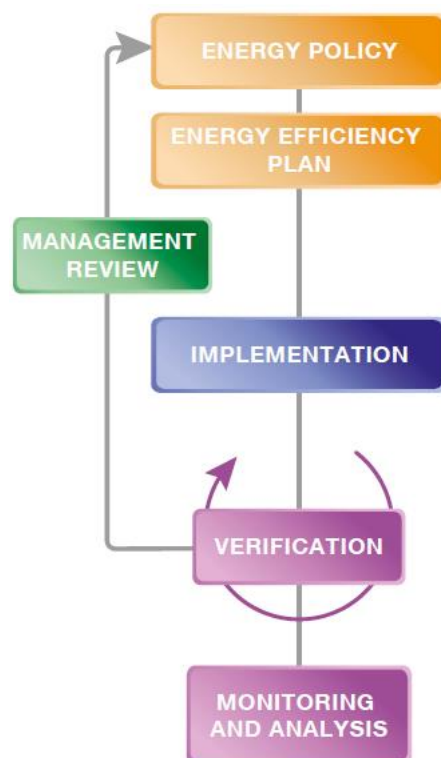 ENERGY POLICY
ENERGY EFFICIENCY
PLAN
MANAGEMENT
REVIEW
IMPLEMENTATION
VERIFICATION
MONITORING
AND ANALYSIS